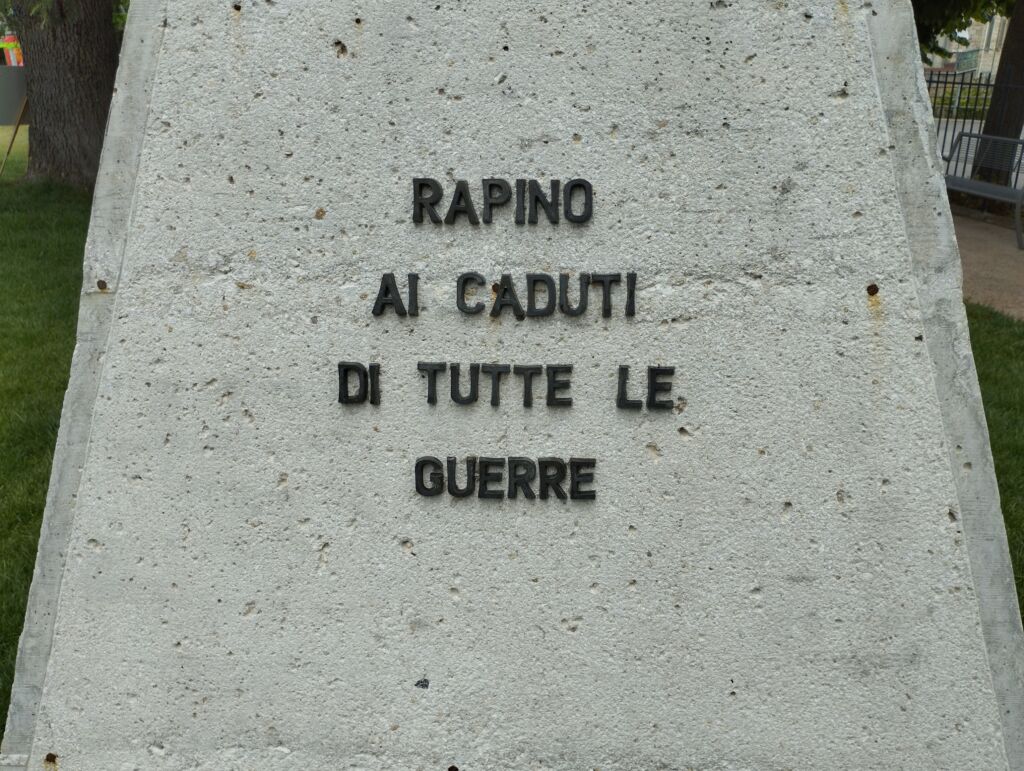 RAPINO
AI CADUTI
DI TUTTE LE
GUERRE